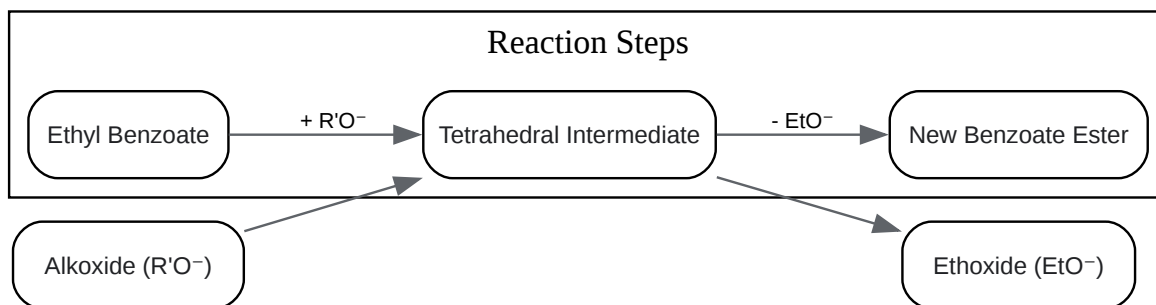 Reaction Steps
+ R'O⁻
- EtO⁻
Ethyl Benzoate
Tetrahedral Intermediate
New Benzoate Ester
Alkoxide (R'O⁻)
Ethoxide (EtO⁻)